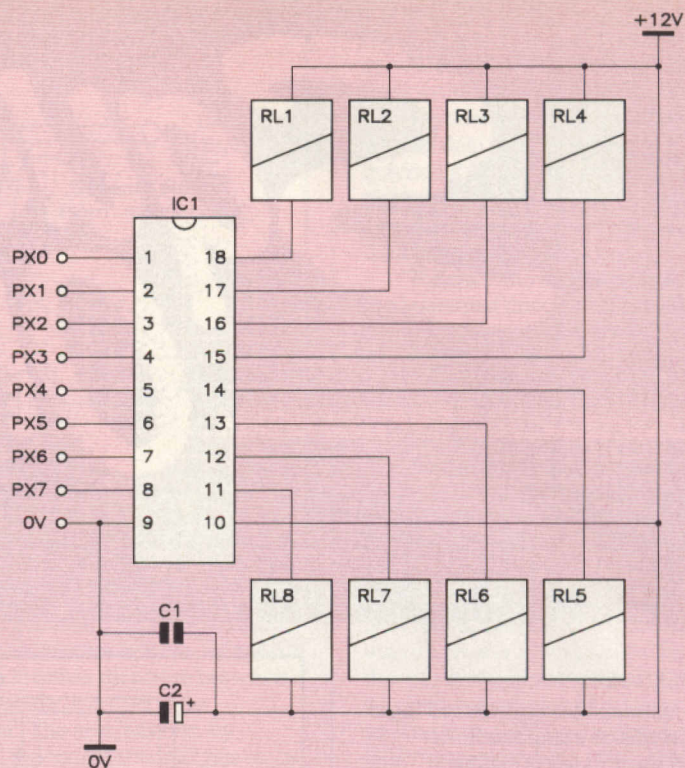 +12V
RL1 RL2 RL3 RL4
IC1
PX0 1 18
PX1 2 17
PX2 3 16
PX3 4 15
PX4 5 14
PX5 6 13
PX6 7 12
PX7 8 11
0V 9 10
RL8 RL7 RL6 RL5
C1
C2 +
0V